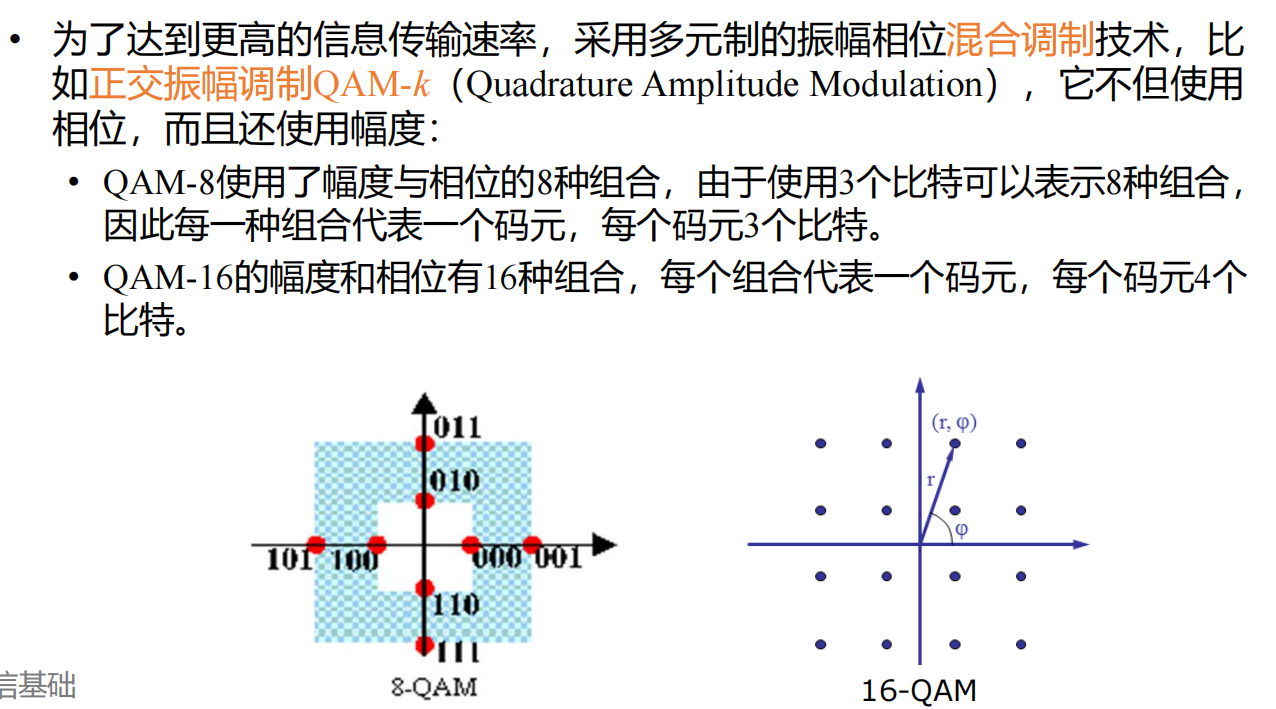 • 为了达到更高的信息传输速率，采用多元制的振幅相位混合调制技术，比
如正交振幅调制QAM-k（Quadrature Amplitude Modulation），它不但使用
相位，而且还使用幅度：
• QAM-8使用了幅度与相位的8种组合，由于使用3个比特可以表示8种组合，
因此每一种组合代表一个码元，每个码元3个比特。
• QAM-16的幅度和相位有16种组合，每个组合代表一个码元，每个码元4个
比特。
011
010
101 100 000 001
110
111
8-QAM
(r, φ)
r
φ
16-QAM
信基础